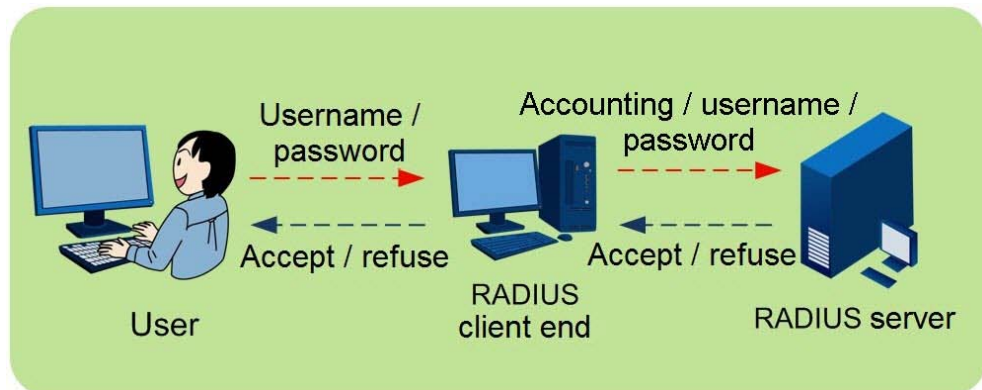 Username /
password
Accounting / username /
password
Accept / refuse
Accept / refuse
User
RADIUS
client end
RADIUS server